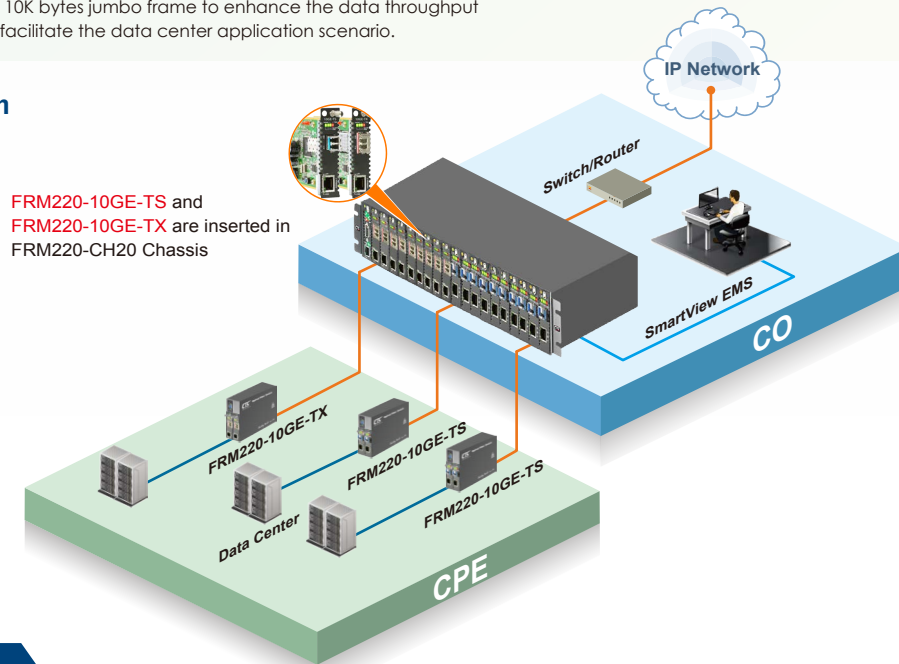 10K bytes jumbo frame to enhance the data throughput
facilitate the data center application scenario.
IP Network
Switch/Router
FRM220-10GE-TS and
FRM220-10GE-TX are inserted in
FRM220-CH20 Chassis
SmartView EMS
CO
FRM220-10GE-TX
FRM220-10GE-TS
FRM220-10GE-TS
Data Center
CPE